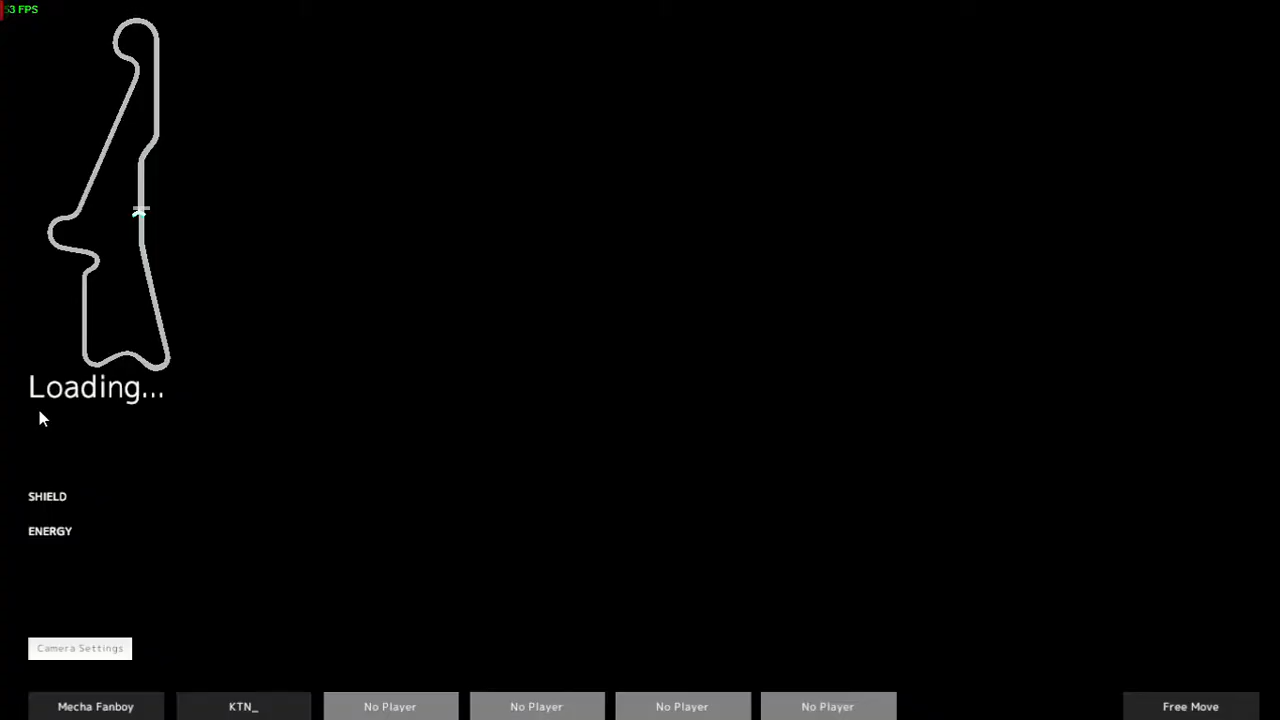 53 FPS
Loading...
SHIELD
ENERGY
Camera Settings
Mecha Fanboy
KTN_
No Player
No Player
No Player
No Player
Free Move